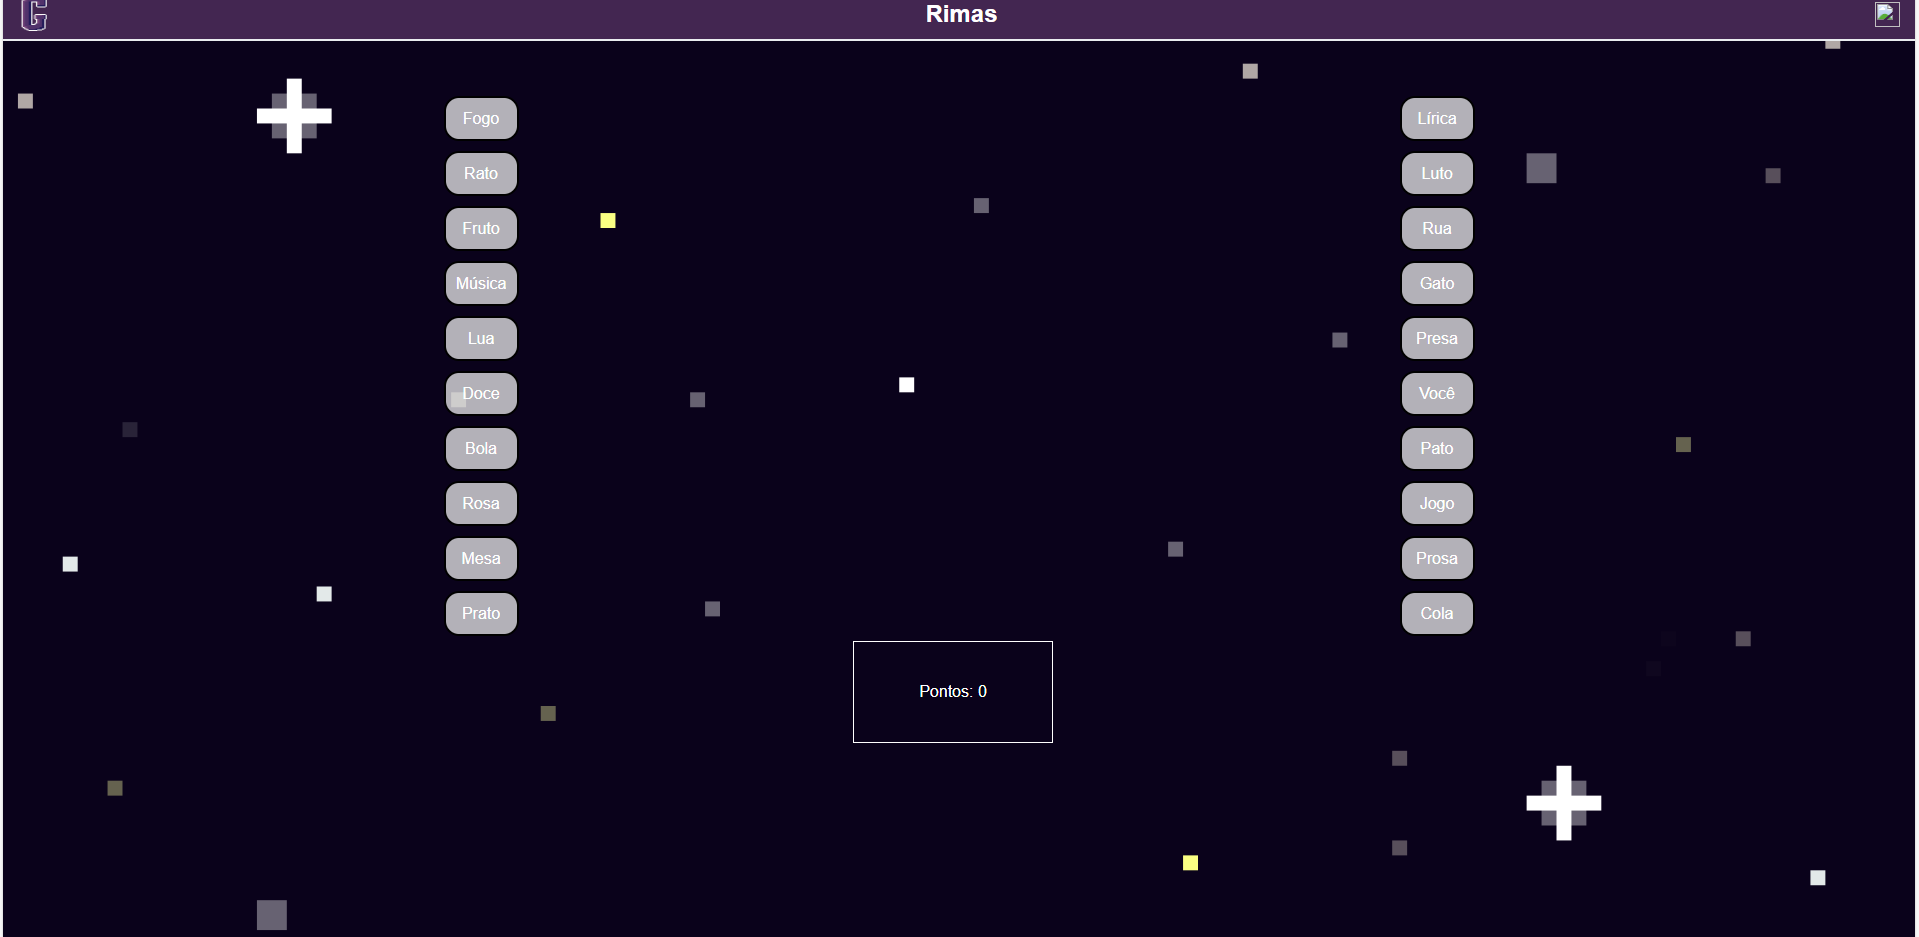 G
Rimas
Fogo
Lírica
Rato
Luto
Fruto
Rua
Música
Gato
Lua
Presa
Doce
Você
Bola
Pato
Rosa
Jogo
Mesa
Prosa
Prato
Cola
Pontos: 0